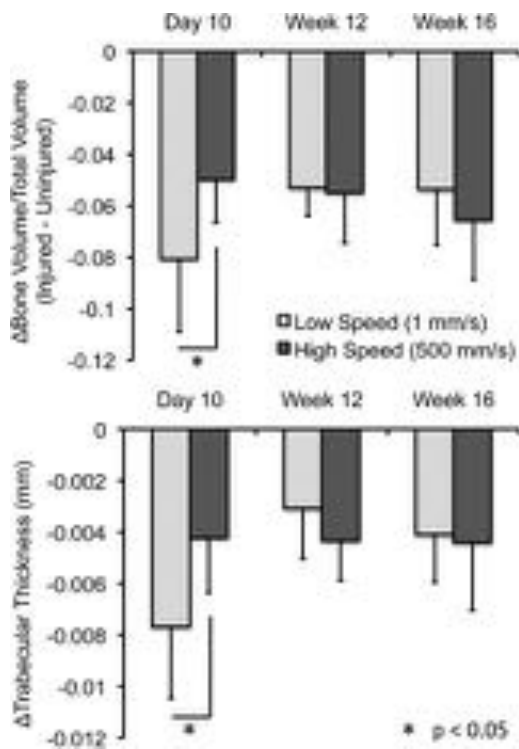 Day 10 Week 12 Week 16
0
-0.02
-0.04
-0.06
-0.08
-0.1
-0.12
ΔBone Volume/Total Volume
(Injured - Uninjured)
Low Speed (1 mm/s)
High Speed (500 mm/s)
*
Day 10 Week 12 Week 16
0
-0.002
-0.004
-0.006
-0.008
-0.01
-0.012
ΔTrabecular Thickness (mm)
*
* p < 0.05